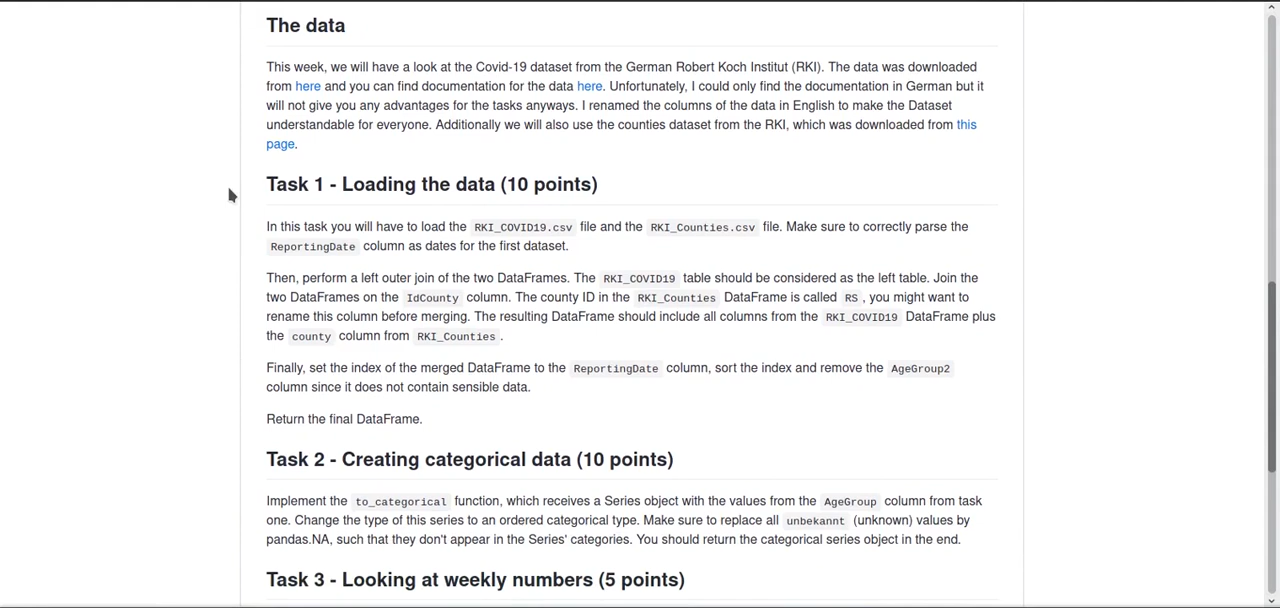 The data
This week, we will have a look at the Covid-19 dataset from the German Robert Koch Institut (RKI). The data was downloaded
from here and you can find documentation for the data here. Unfortunately, I could only find the documentation in German but it
will not give you any advantages for the tasks anyways. I renamed the columns of the data in English to make the Dataset
understandable for everyone. Additionally we will also use the counties dataset from the RKI, which was downloaded from this
page.
Task 1 - Loading the data (10 points)
In this task you will have to load the RKI_COVID19.csv file and the RKI_Counties.csv file. Make sure to correctly parse the
ReportingDate column as dates for the first dataset.
Then, perform a left outer join of the two DataFrames. The RKI_COVID19 table should be considered as the left table. Join the
two DataFrames on the IdCounty column. The county ID in the RKI_Counties DataFrame is called RS , you might want to
rename this column before merging. The resulting DataFrame should include all columns from the RKI_COVID19 DataFrame plus
the county column from RKI_Counties .
Finally, set the index of the merged DataFrame to the ReportingDate column, sort the index and remove the AgeGroup2
column since it does not contain sensible data.
Return the final DataFrame.
Task 2 - Creating categorical data (10 points)
Implement the to_categorical function, which receives a Series object with the values from the AgeGroup column from task
one. Change the type of this series to an ordered categorical type. Make sure to replace all unbekannt (unknown) values by
pandas.NA, such that they don't appear in the Series' categories. You should return the categorical series object in the end.
Task 3 - Looking at weekly numbers (5 points)